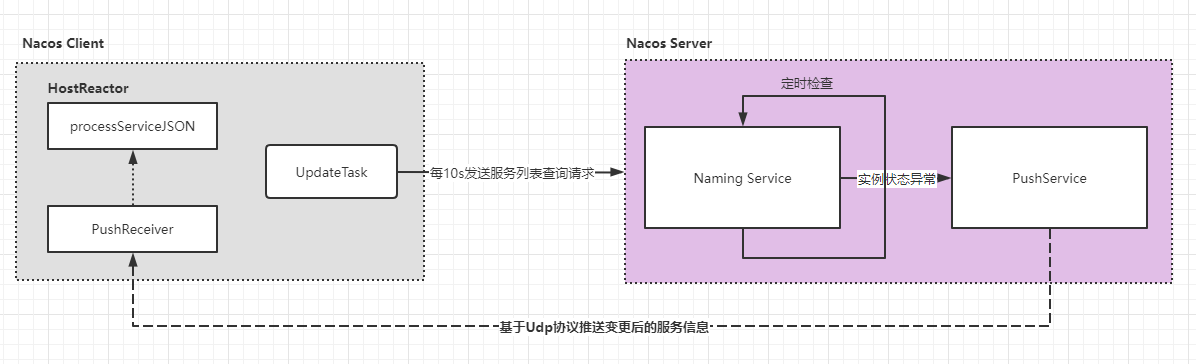 Nacos Client
Nacos Server
HostReactor
processServiceJSON
UpdateTask
PushReceiver
每10s发送服务列表查询请求
定时检查
Naming Service
实例状态异常
PushService
基于Udp协议推送变更后的服务信息